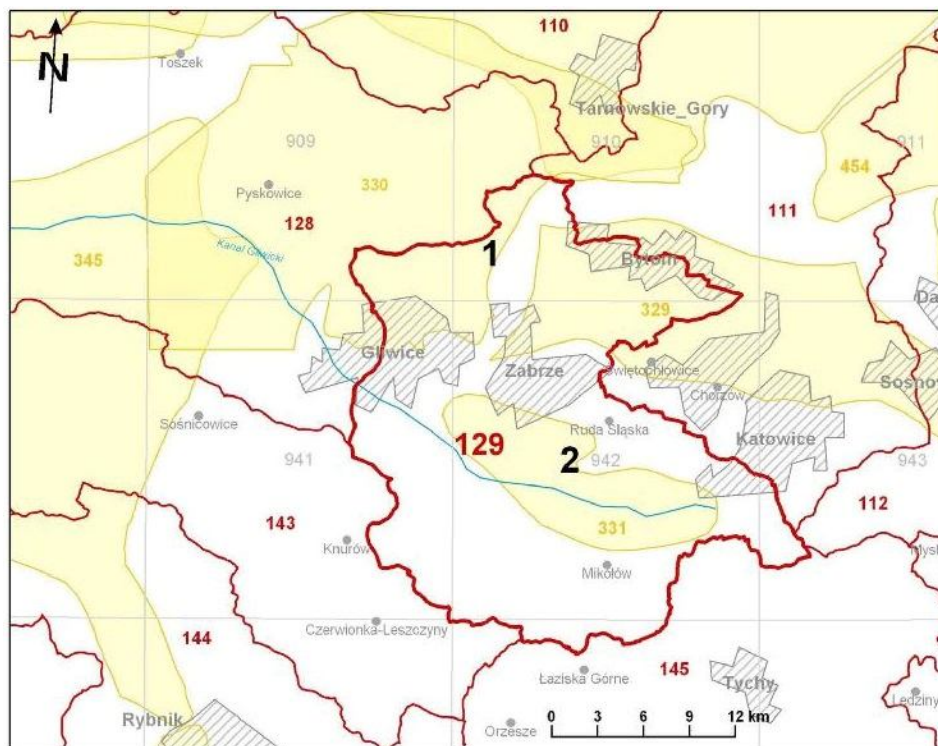 110
N
Toszek
Tarnowskie_Gory
909
910
911
454
330
Pyskowice
128
111
1
Kanał Gliwicki
345
Bytom
329
Gliwice
Zabrze
Świętochłowice
Chorzów
Sośnicowice
129
Ruda Śląska
Katowice
2
941
942
943
143
331
112
Knurów
Mikołów
Czerwionka-Leszczyny
144
Łaziska Górne
145
Tychy
Lędziny
Rybnik
Orzesze
0 3 6 9 12 km